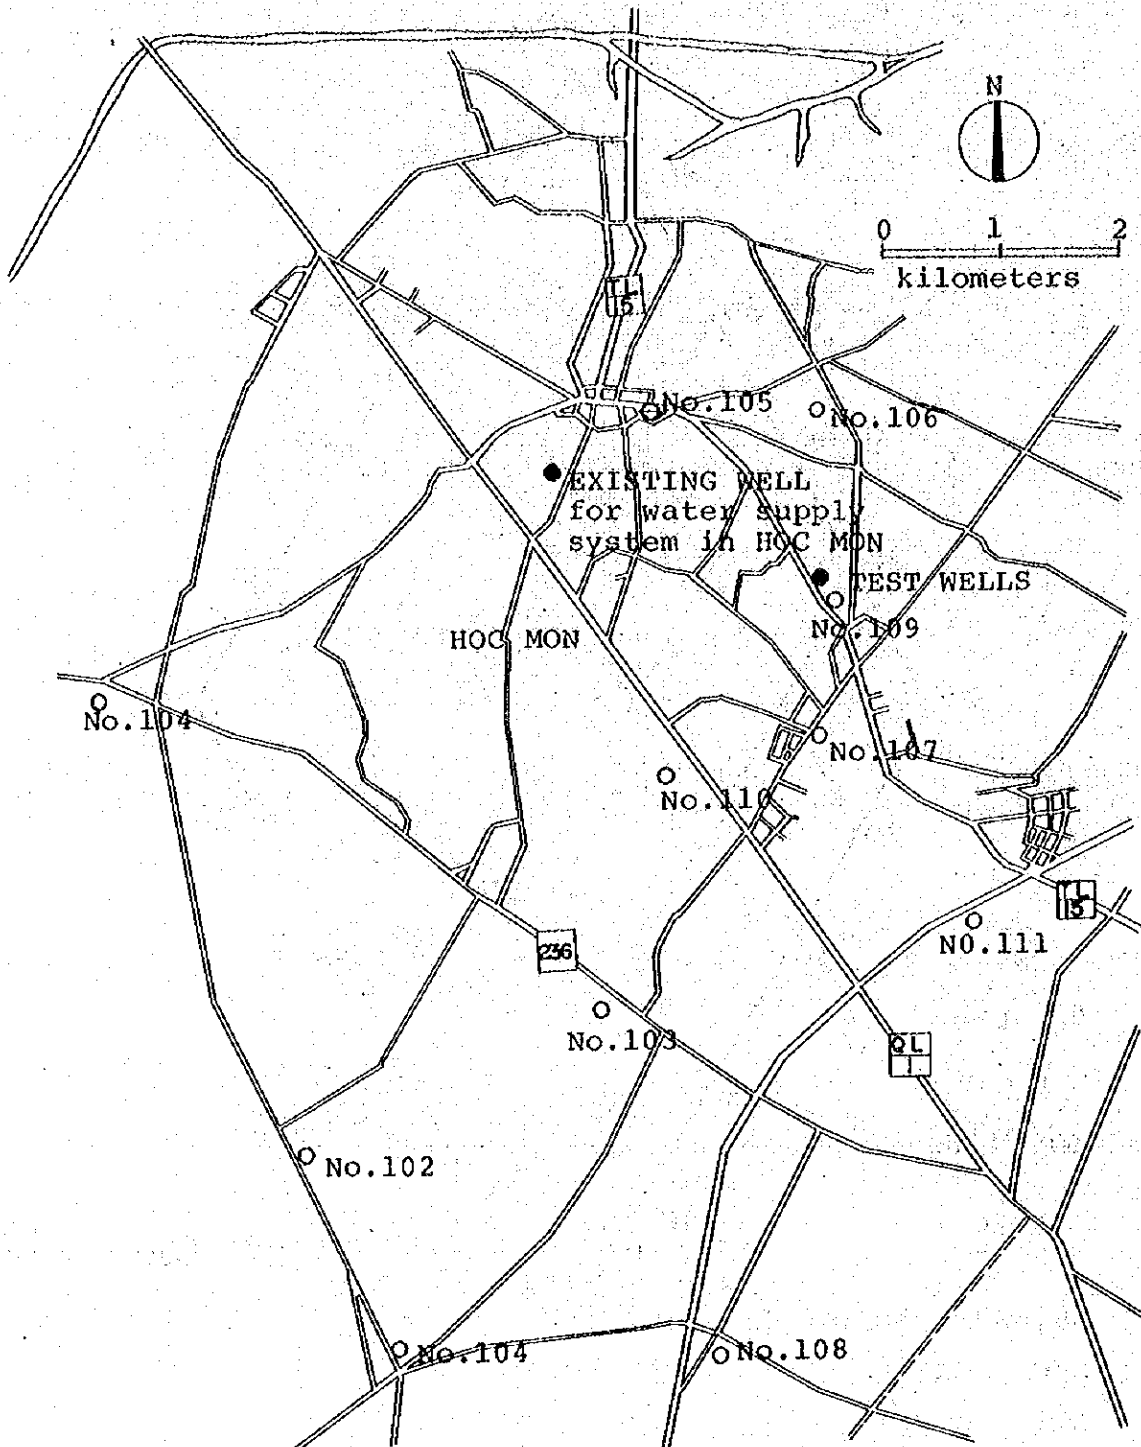 N
0 1 2
kilometers
TL
15
No.105
No.106
EXISTING WELL
for water supply
system in HOC MON
TEST WELLS
No.109
HOC MON
No.104
No.107
No.110
TL
15
NO.111
236
No.103
QL
1
No.102
No.104
No.108